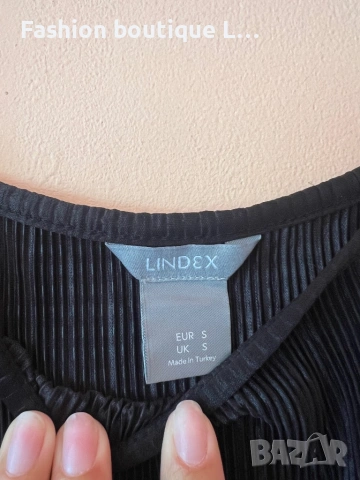 Fashion boutique L...
LINDEX
EUR S
UK S
Made in Turkey
BAZAR